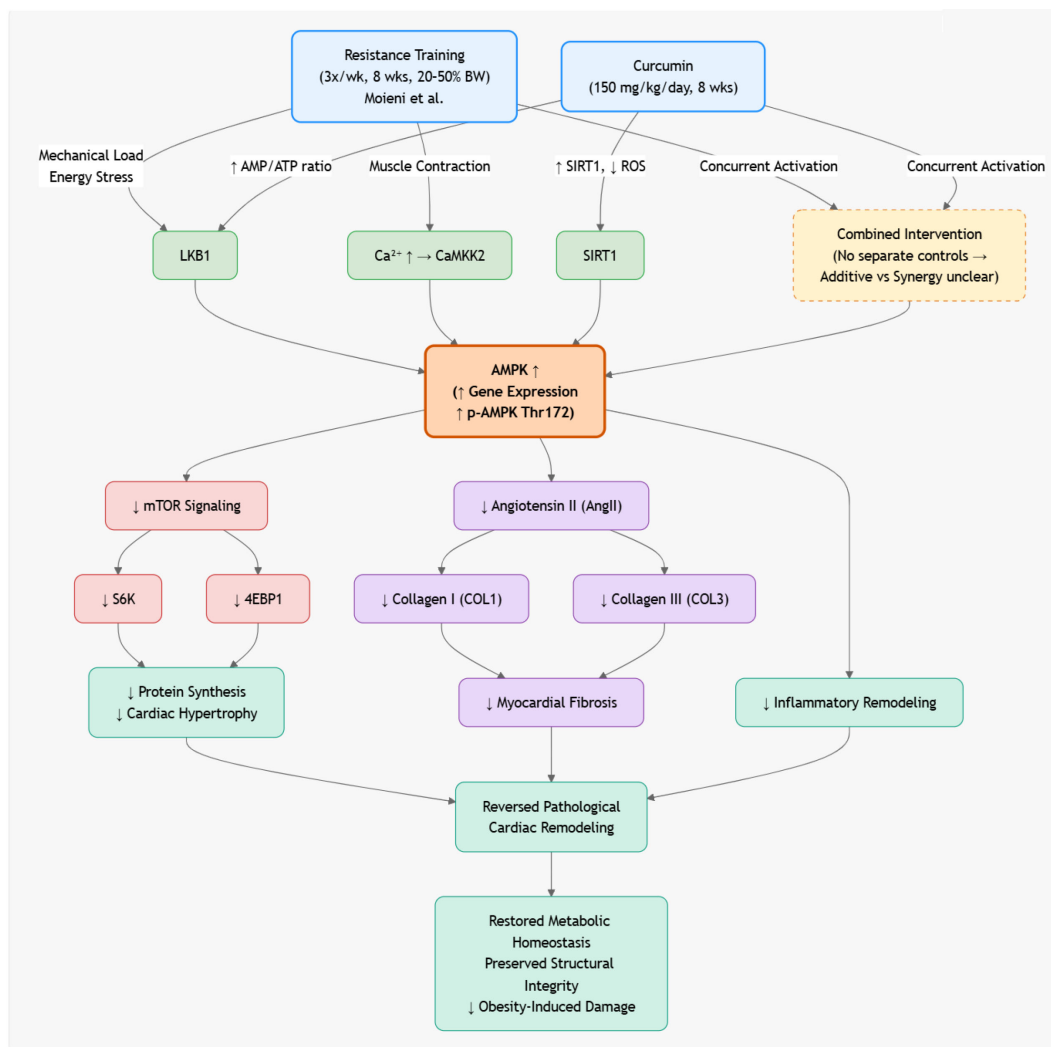 Resistance Training
(3x/wk, 8 wks, 20-50% BW)
Moieni et al.
Curcumin
(150 mg/kg/day, 8 wks)
Mechanical Load
Energy Stress
↑ AMP/ATP ratio
Muscle Contraction
↑ SIRT1, ↓ ROS
Concurrent Activation
Concurrent Activation
LKB1
Ca²⁺ ↑ → CaMKK2
SIRT1
Combined Intervention
(No separate controls →
Additive vs Synergy unclear)
AMPK ↑
(↑ Gene Expression
↑ p-AMPK Thr172)
↓ mTOR Signaling
↓ Angiotensin II (AngII)
↓ S6K
↓ 4EBP1
↓ Collagen I (COL1)
↓ Collagen III (COL3)
↓ Protein Synthesis
↓ Cardiac Hypertrophy
↓ Myocardial Fibrosis
↓ Inflammatory Remodeling
Reversed Pathological
Cardiac Remodeling
Restored Metabolic
Homeostasis
Preserved Structural
Integrity
↓ Obesity-Induced Damage